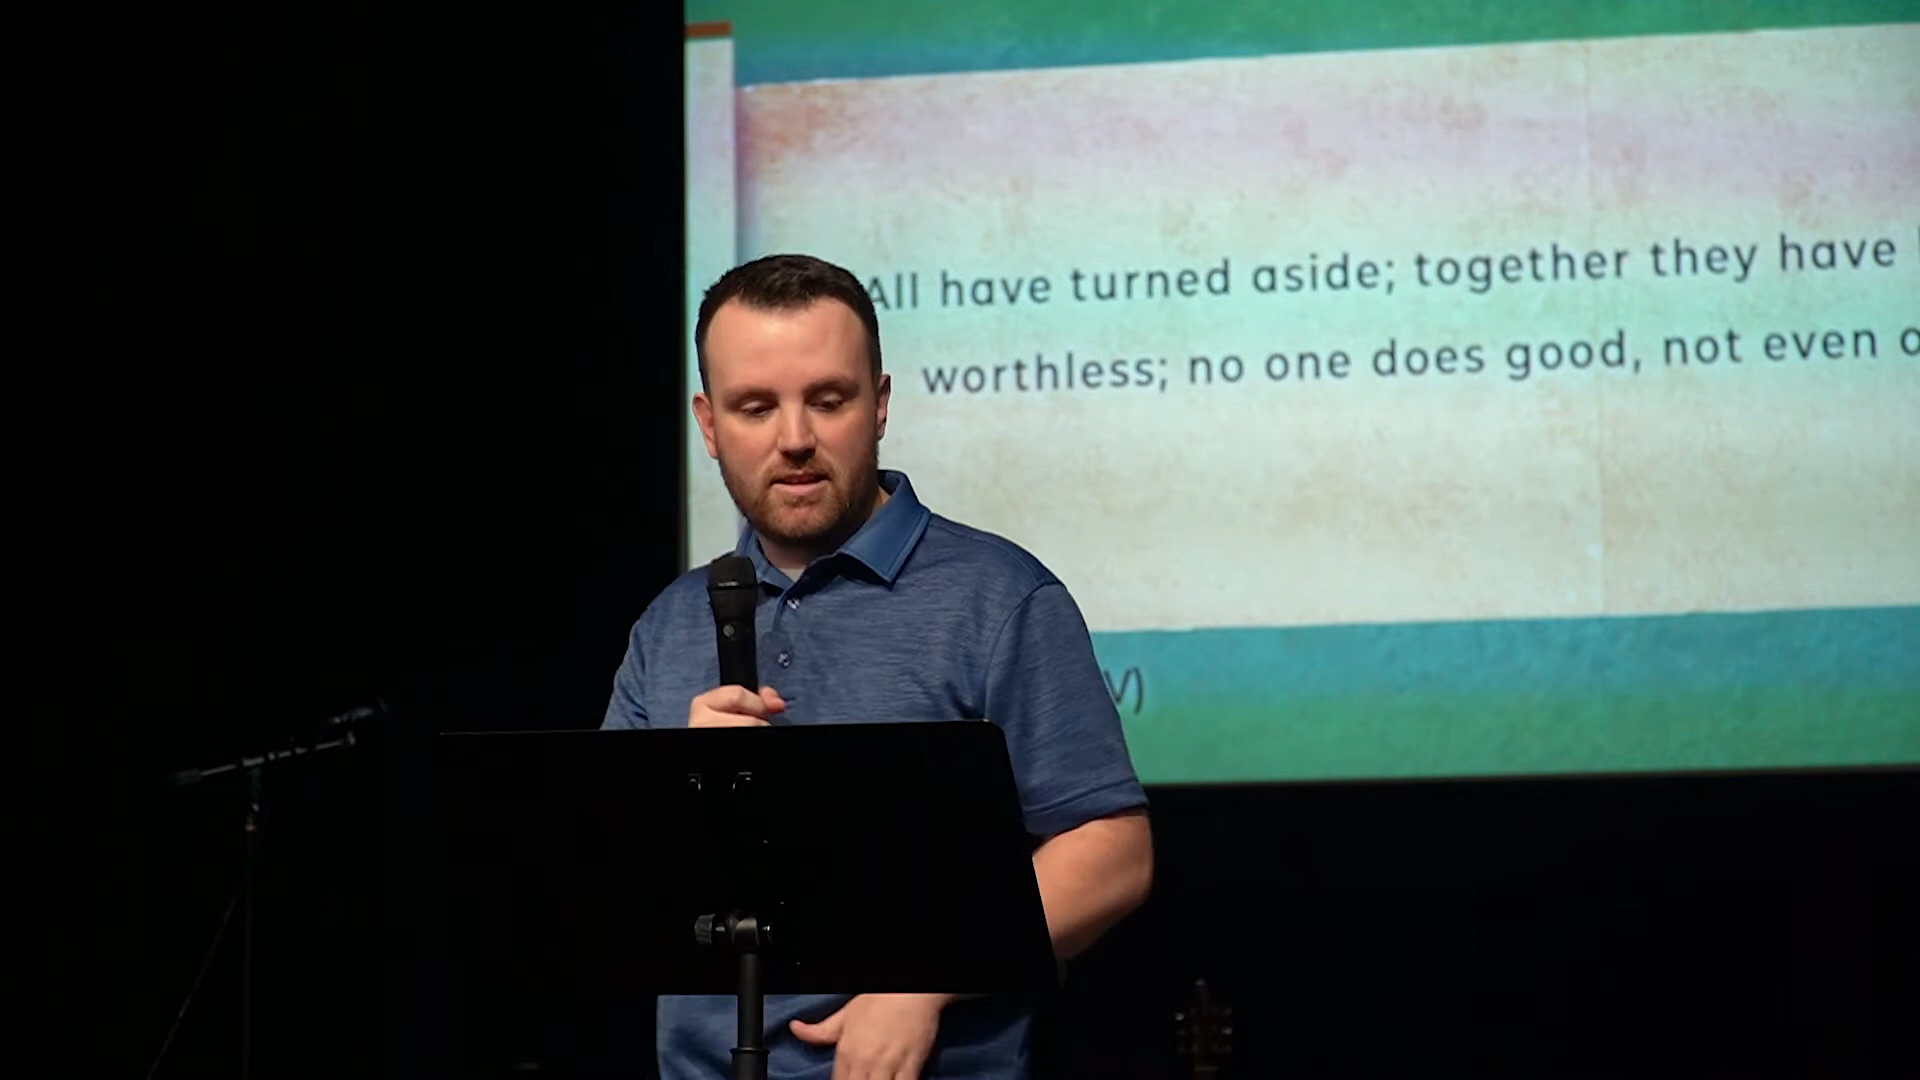 All have turned aside; together they have
worthless; no one does good, not even
V)